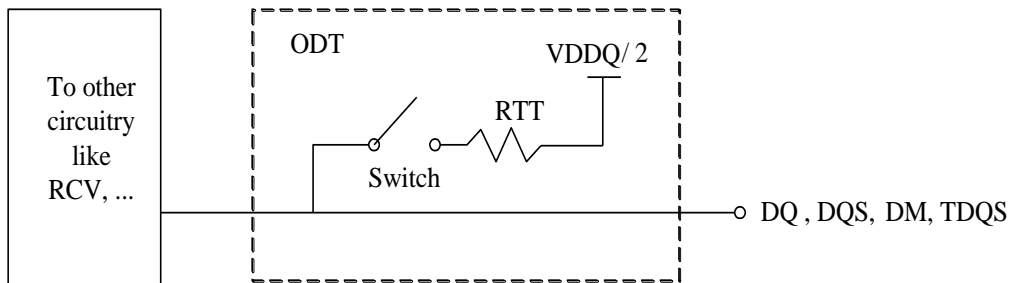 ODT
VDDQ/ 2
To other
circuitry
like
RCV, ...
RTT
Switch
DQ , DQS, DM, TDQS